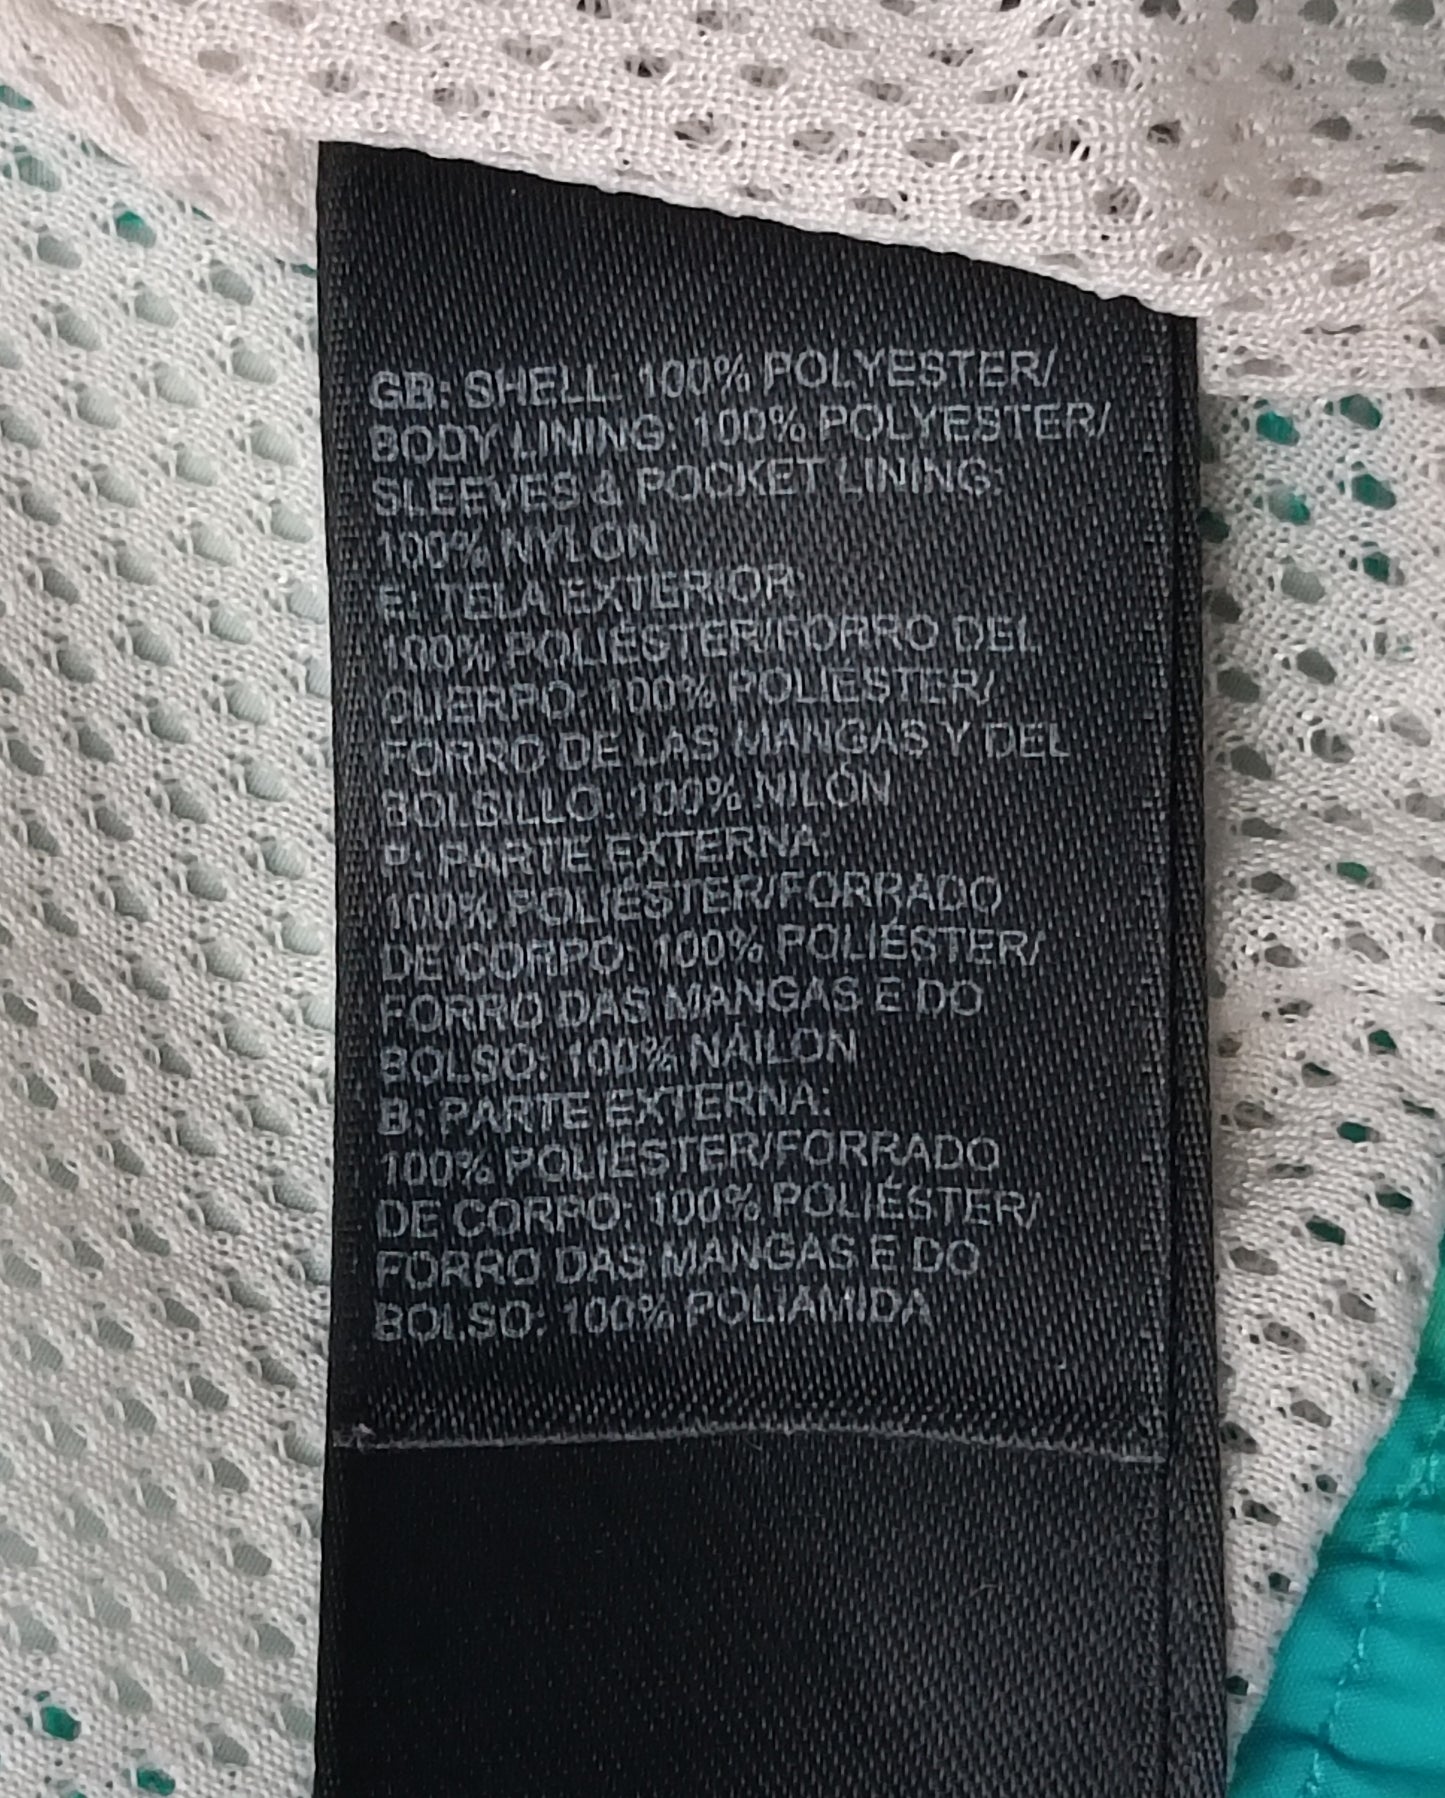 GB: SHELL: 100% POLYESTER/
BODY LINING: 100% POLYESTER/
SLEEVES & POCKET LINING:
100% NYLON
E: TELA EXTERIOR:
100% POLIÉSTER/FORRO DEL
CUERPO: 100% POLIÉSTER/
FORRO DE LAS MANGAS Y DEL
BOLSILLO: 100% NILÓN
P: PARTE EXTERNA:
100% POLIÉSTER/FORRADO
DE CORPO: 100% POLIÉSTER/
FORRO DAS MANGAS E DO
BOLSO: 100% NAILON
B: PARTE EXTERNA:
100% POLIÉSTER/FORRADO
DE CORPO: 100% POLIÉSTER/
FORRO DAS MANGAS E DO
BOLSO: 100% POLIAMIDA